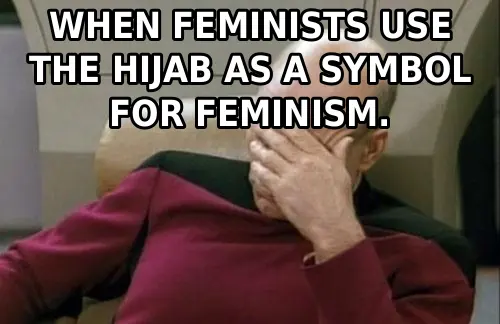 WHEN FEMINISTS USE
THE HIJAB AS A SYMBOL
FOR FEMINISM.